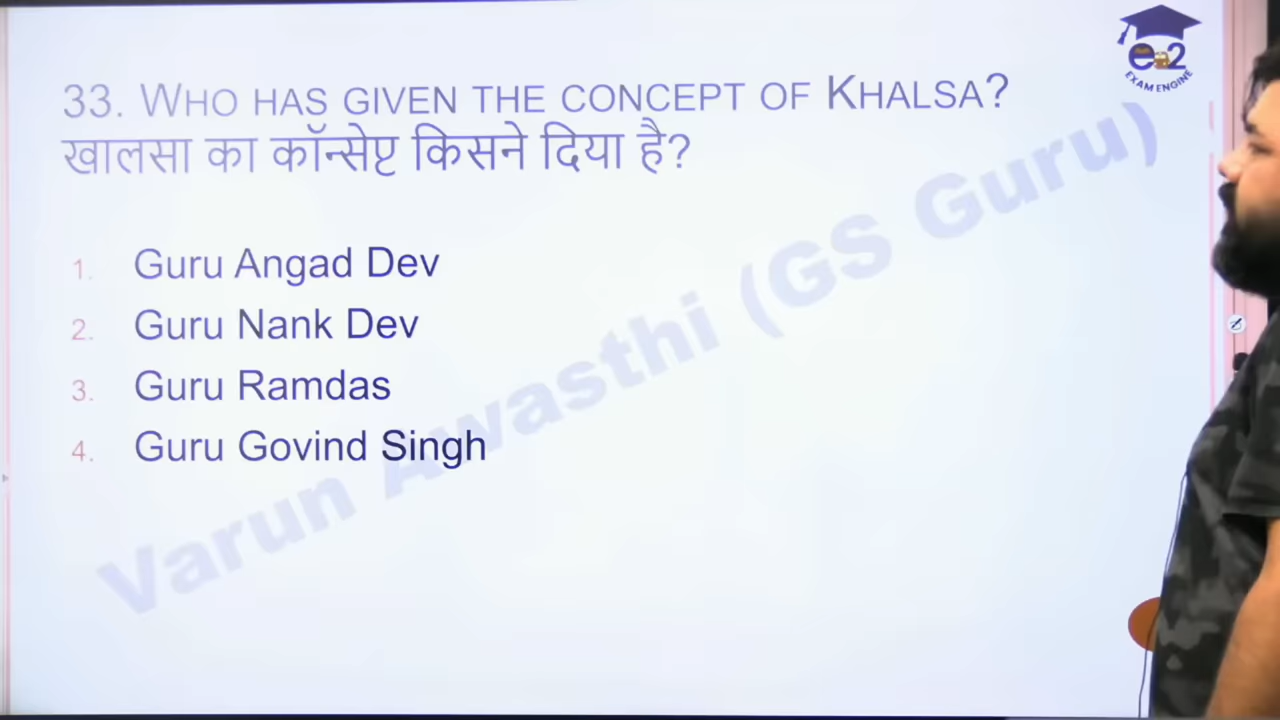 33. WHO HAS GIVEN THE CONCEPT OF KHALSA?
खालसा का कॉन्सेप्ट किसने दिया है?
1. Guru Angad Dev
2. Guru Nank Dev
3. Guru Ramdas
4. Guru Govind Singh
Varun Awasthi (GS Guru)
e2
EXAM ENGINE